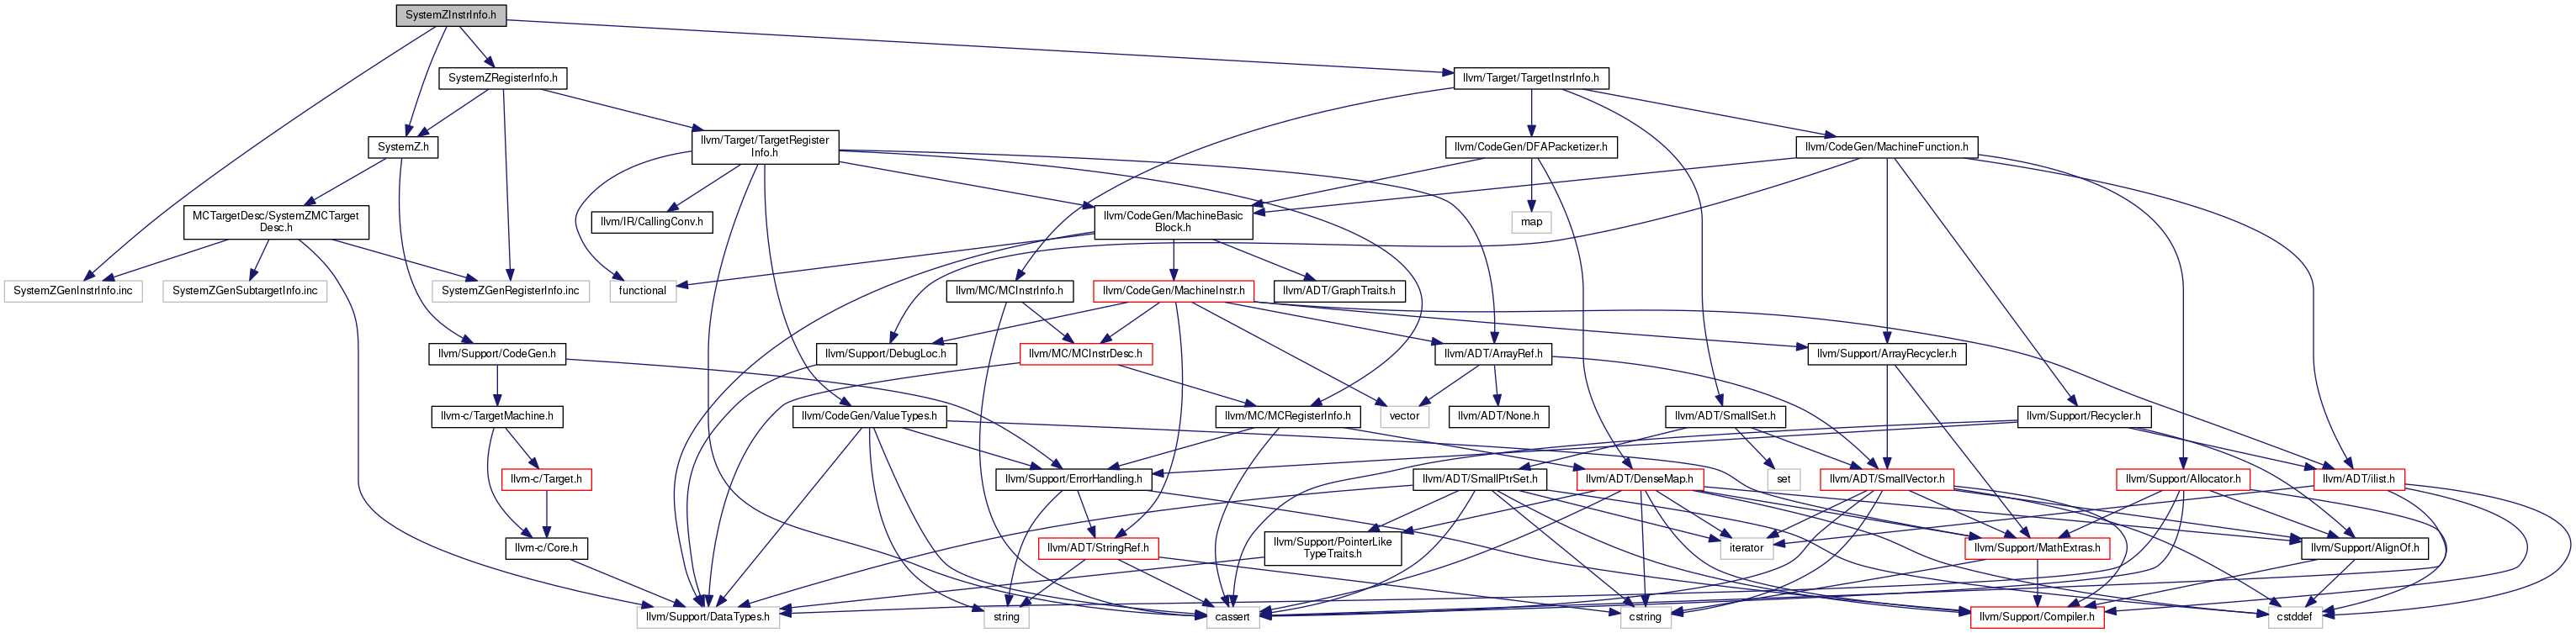 SystemZInstrInfo.h
SystemZRegisterInfo.h
llvm/Target/TargetInstrInfo.h
SystemZ.h
llvm/Target/TargetRegister
Info.h
llvm/CodeGen/DFAPacketizer.h
llvm/CodeGen/MachineFunction.h
MCTargetDesc/SystemZMCTarget
Desc.h
llvm/IR/CallingConv.h
llvm/CodeGen/MachineBasic
Block.h
map
SystemZGenInstrInfo.inc
SystemZGenSubtargetInfo.inc
SystemZGenRegisterInfo.inc
functional
llvm/MC/MCInstrInfo.h
llvm/CodeGen/MachineInstr.h
llvm/ADT/GraphTraits.h
llvm/Support/CodeGen.h
llvm/Support/DebugLoc.h
llvm/MC/MCInstrDesc.h
llvm/ADT/ArrayRef.h
llvm/Support/ArrayRecycler.h
llvm-c/TargetMachine.h
llvm/CodeGen/ValueTypes.h
llvm/MC/MCRegisterInfo.h
vector
llvm/ADT/None.h
llvm/ADT/SmallSet.h
llvm/Support/Recycler.h
llvm-c/Target.h
llvm/Support/ErrorHandling.h
llvm/ADT/SmallPtrSet.h
llvm/ADT/DenseMap.h
set
llvm/ADT/SmallVector.h
llvm/Support/Allocator.h
llvm/ADT/ilist.h
llvm-c/Core.h
llvm/ADT/StringRef.h
llvm/Support/PointerLike
TypeTraits.h
iterator
llvm/Support/MathExtras.h
llvm/Support/AlignOf.h
llvm/Support/DataTypes.h
string
cassert
cstring
llvm/Support/Compiler.h
cstddef